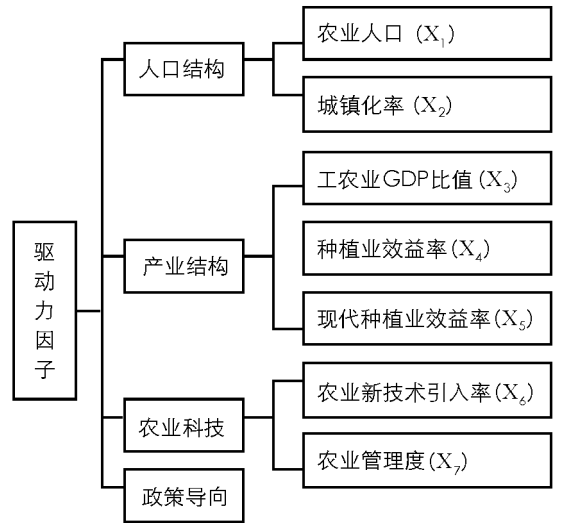 驱动力因子
人口结构
农业人口 (X₁)
城镇化率 (X₂)
产业结构
工农业GDP比值(X₃)
种植业效益率(X₄)
现代种植业效益率(X₅)
农业科技
农业新技术引入率(X₆)
农业管理度(X₇)
政策导向